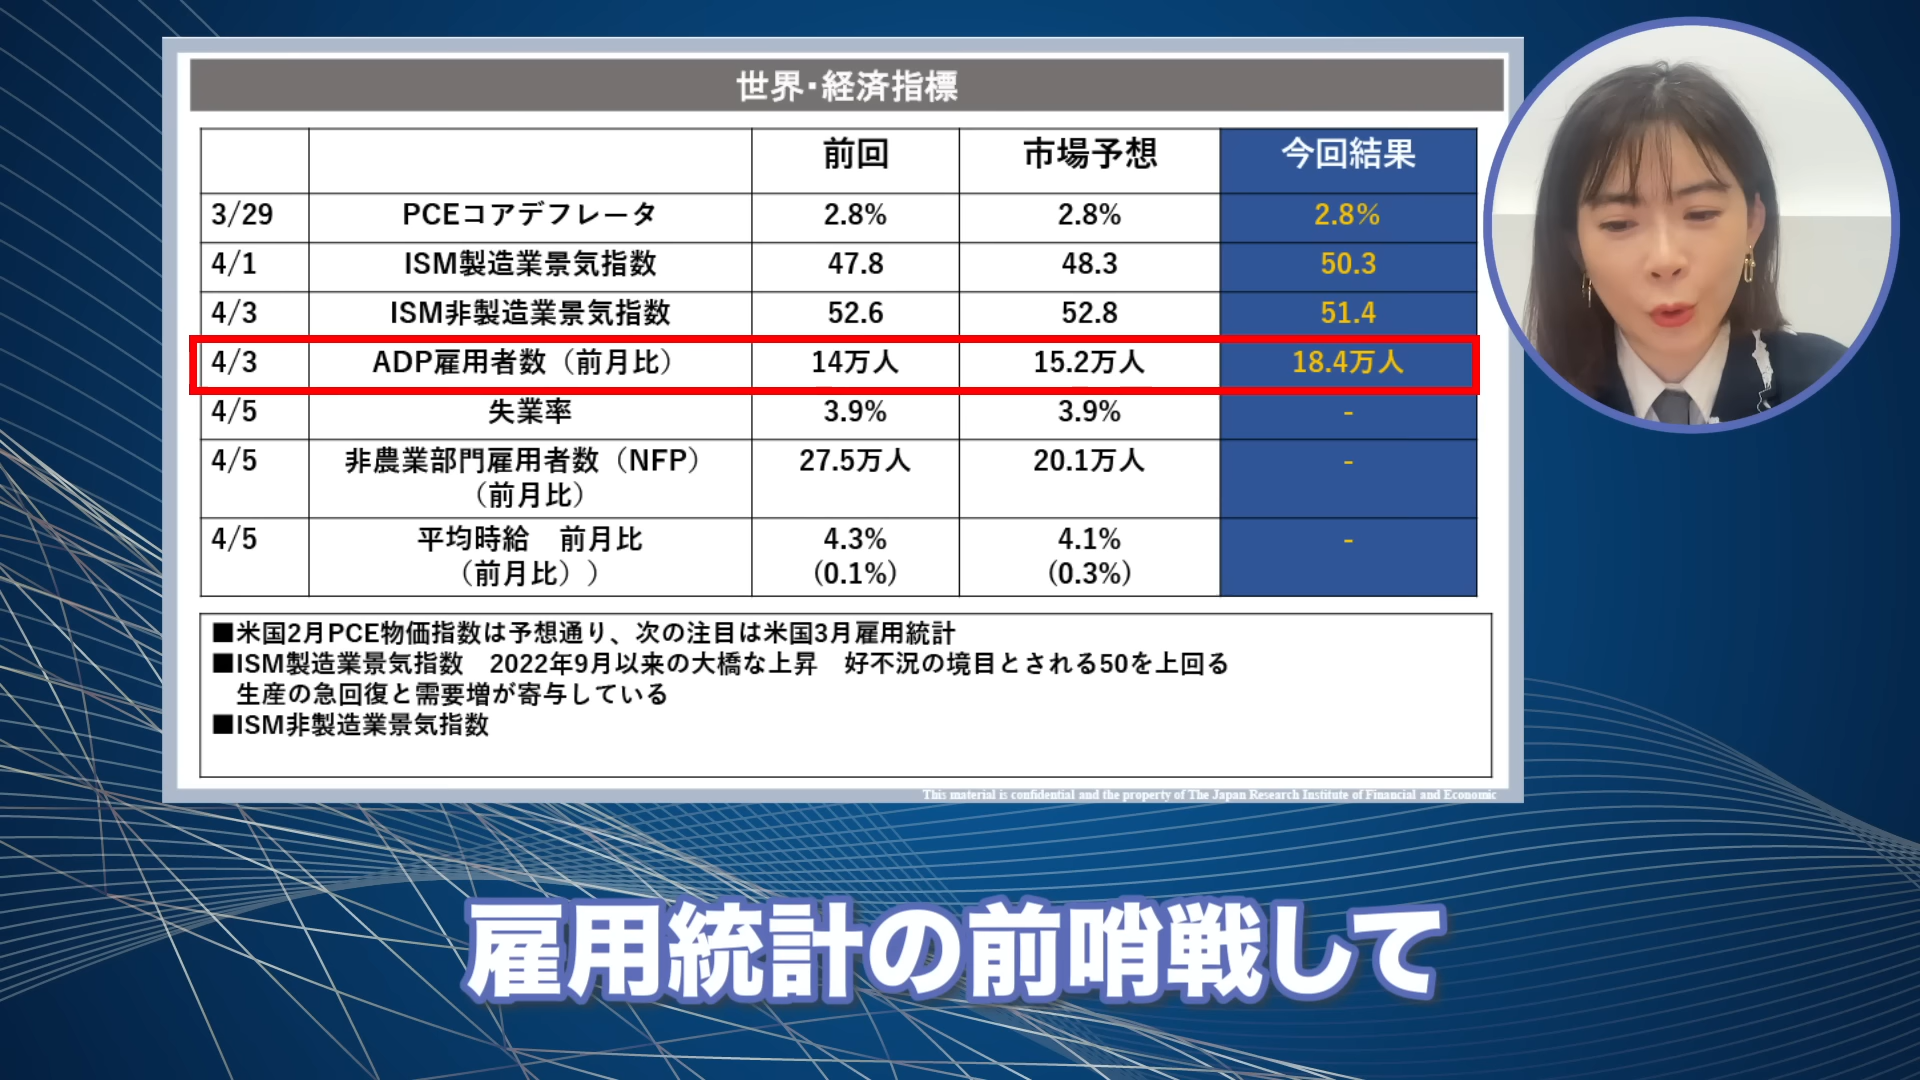 世界・経済指標
前回 市場予想 今回結果
3/29 PCEコアデフレータ 2.8% 2.8% 2.8%
4/1 ISM製造業景気指数 47.8 48.3 50.3
4/3 ISM非製造業景気指数 52.6 52.8 51.4
4/3 ADP雇用者数（前月比） 14万人 15.2万人 18.4万人
4/5 失業率 3.9% 3.9% -
4/5 非農業部門雇用者数（NFP） 27.5万人 20.1万人 -
（前月比）
4/5 平均時給　前月比 4.3% 4.1% -
（前月比）） (0.1%) (0.3%)
■米国2月PCE物価指数は予想通り、次の注目は米国3月雇用統計
■ISM製造業景気指数　2022年9月以来の大橋な上昇　好不況の境目とされる50を上回る
生産の急回復と需要増が寄与している
■ISM非製造業景気指数
This material is confidential and the property of The Japan Research Institute of Financial and Economic
雇用統計の前哨戦して